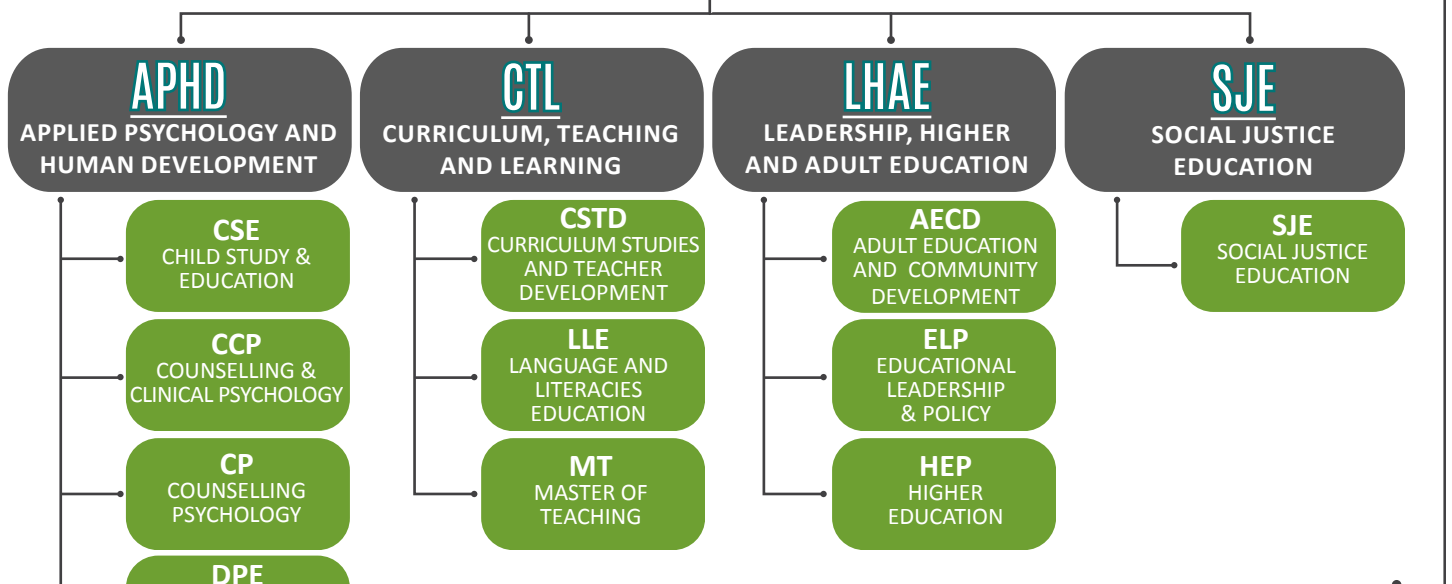 APHD
APPLIED PSYCHOLOGY AND
HUMAN DEVELOPMENT
CSE
CHILD STUDY &
EDUCATION
CCP
COUNSELLING &
CLINICAL PSYCHOLOGY
CP
COUNSELLING
PSYCHOLOGY
DPE
CTL
CURRICULUM, TEACHING
AND LEARNING
CSTD
CURRICULUM STUDIES
AND TEACHER
DEVELOPMENT
LLE
LANGUAGE AND
LITERACIES
EDUCATION
MT
MASTER OF
TEACHING
LHAE
LEADERSHIP, HIGHER
AND ADULT EDUCATION
AECD
ADULT EDUCATION
AND COMMUNITY
DEVELOPMENT
ELP
EDUCATIONAL
LEADERSHIP
& POLICY
HEP
HIGHER
EDUCATION
SJE
SOCIAL JUSTICE
EDUCATION
SJE
SOCIAL JUSTICE
EDUCATION